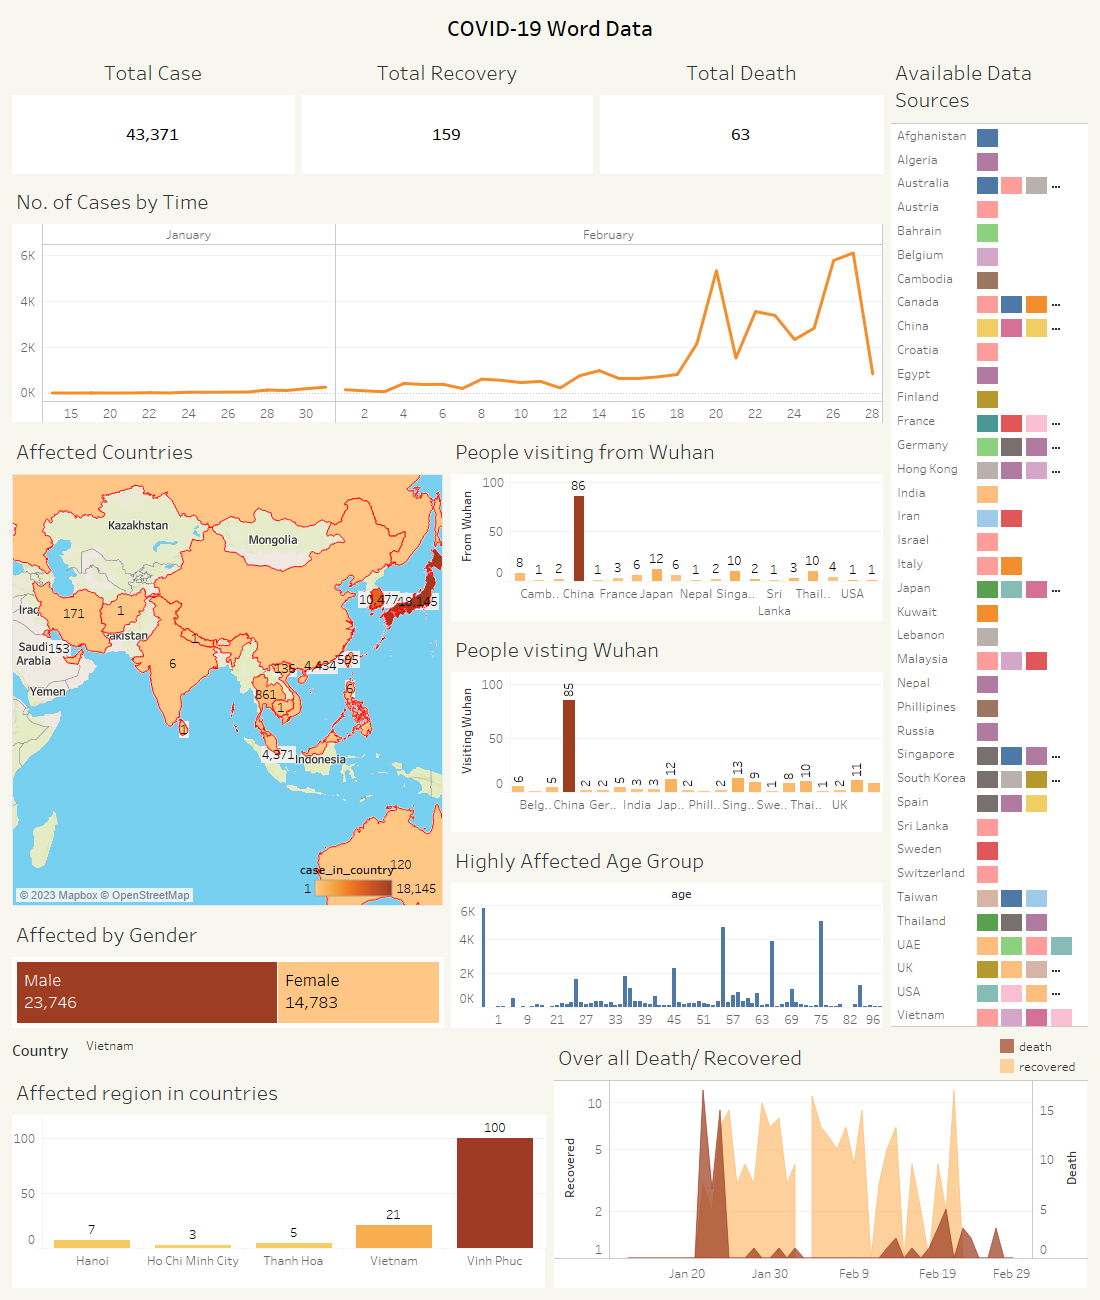 COVID-19 Word Data
Total Case
Total Recovery
Total Death
Available Data
Sources
43,371
159
63
No. of Cases by Time
January
February
6K
4K
2K
0K
15 20 22 24 26 28 30 2 4 6 8 10 12 14 16 18 20 22 24 26 28
Afghanistan
Algeria
Australia ...
Austria
Bahrain
Belgium
Cambodia
Canada ...
China ...
Croatia
Egypt
Finland
France ...
Germany ...
Hong Kong ...
India
Iran
Israel
Italy
Japan ...
Kuwait
Lebanon
Malaysia
Nepal
Phillipines
Russia
Singapore ...
South Korea ...
Spain
Sri Lanka
Sweden
Switzerland
Taiwan
Thailand
UAE
UK ...
USA ...
Vietnam
Affected Countries
Kazakhstan
Mongolia
10,477
18,145
Iraq
171
1
Pakistan
Saudi
Arabia
153
1
6
136
4,434
595
Yemen
861
6
1
1
4,371
Indonesia
120
case_in_country
1
18,145
© 2023 Mapbox © OpenStreetMap
People visiting from Wuhan
From Wuhan
100
50
0
8 1 2 86 1 3 6 12 6 1 2 10 2 1 3 10 4 1 1
Camb.. China France Japan Nepal Singa.. Sri Thail.. USA
Lanka
People visting Wuhan
Visiting Wuhan
100
50
0
6 5 85 2 2 5 3 3 12 2 2 13 9 1 8 10 1 2 11
Belg.. China Ger.. India Jap.. Phill.. Sing.. Swe.. Thai.. UK
Highly Affected Age Group
age
6K
4K
2K
0K
1 9 21 27 33 39 45 51 57 63 69 75 82 96
Affected by Gender
Male
23,746
Female
14,783
Country Vietnam
Affected region in countries
100
50
0
7 3 5 21 100
Hanoi Ho Chi Minh City Thanh Hoa Vietnam Vinh Phuc
Over all Death/ Recovered
death
recovered
Recovered
10
5
2
1
15
10
5
0
Death
Jan 20 Jan 30 Feb 9 Feb 19 Feb 29